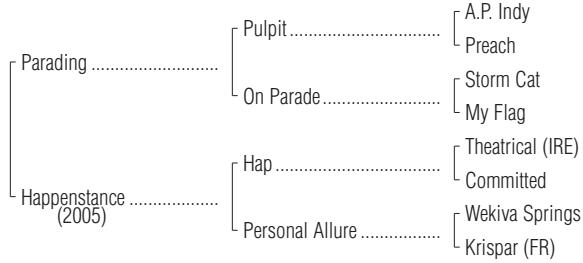 A.P. Indy
Pulpit
Preach
Parading
Storm Cat
On Parade
My Flag
Theatrical (IRE)
Hap
Committed
Happenstance
(2005)
Wekiva Springs
Personal Allure
Krispar (FR)